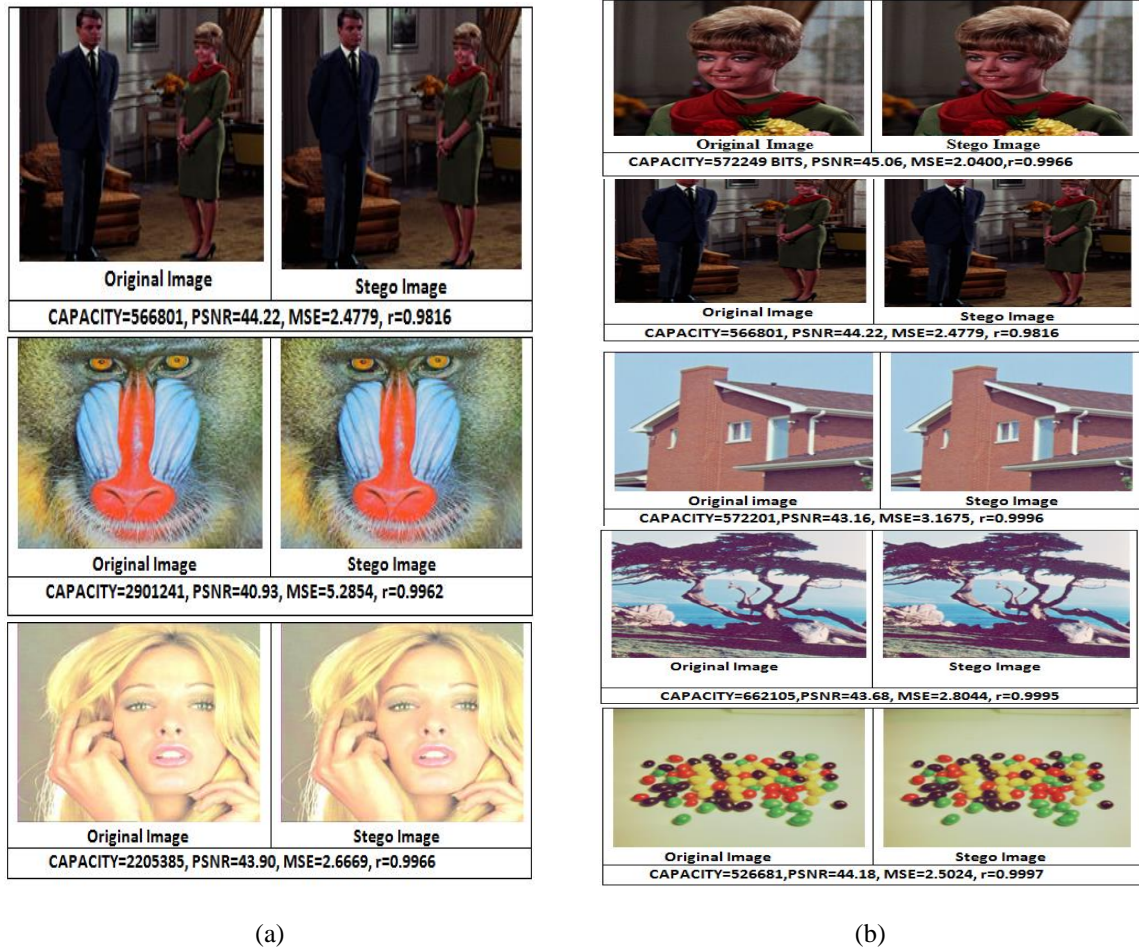 Original Image Stego Image
CAPACITY=566801, PSNR=44.22, MSE=2.4779, r=0.9816
Original Image Stego Image
CAPACITY=2901241, PSNR=40.93, MSE=5.2854, r=0.9962
Original Image Stego Image
CAPACITY=2205385, PSNR=43.90, MSE=2.6669, r=0.9966
(a)
Original Image Stego Image
CAPACITY=572249 BITS, PSNR=45.06, MSE=2.0400,r=0.9966
Original Image Stego Image
CAPACITY=566801, PSNR=44.22, MSE=2.4779, r=0.9816
Original image Stego Image
CAPACITY=572201,PSNR=43.16, MSE=3.1675, r=0.9996
Original Image Stego Image
CAPACITY=662105,PSNR=43.68, MSE=2.8044, r=0.9995
Original Image Stego Image
CAPACITY=526681,PSNR=44.18, MSE=2.5024, r=0.9997
(b)